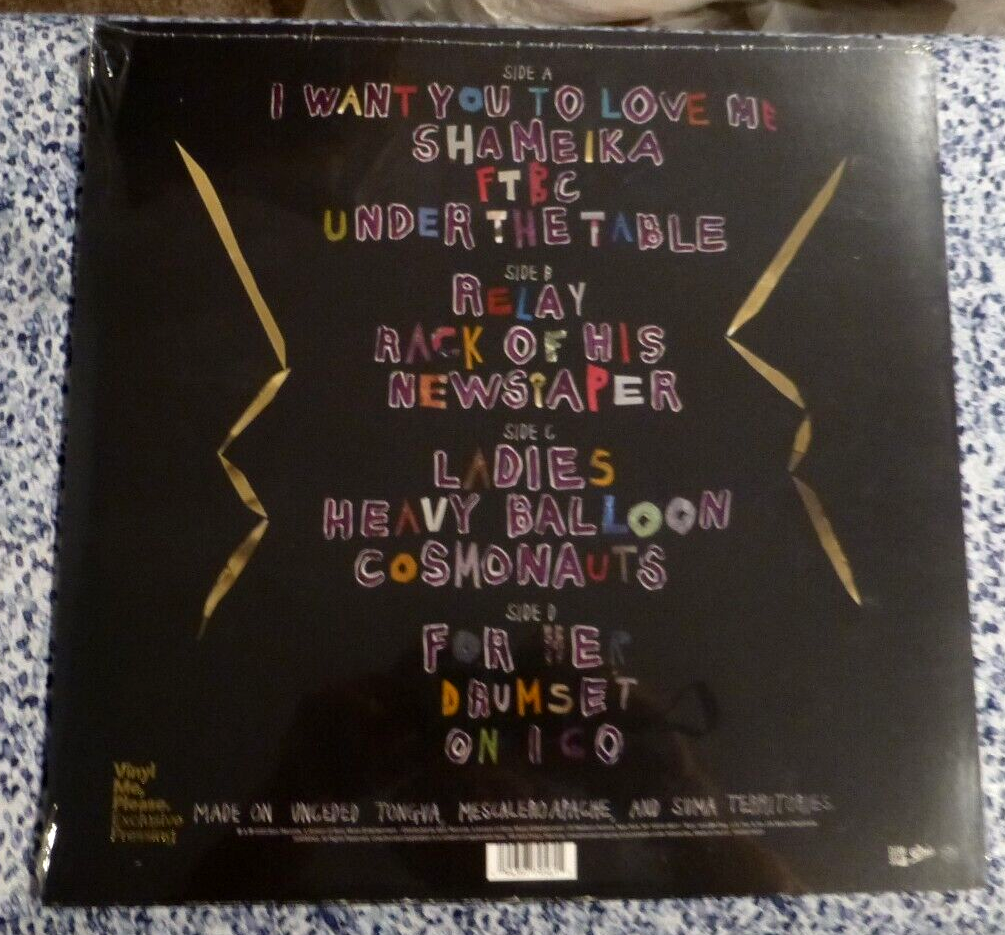 SIDE A
I WANT YOU TO LOVE ME
SHAMEIKA
FTBC
UNDER THE TABLE
SIDE B
RELAY
RACK OF HIS
NEWSPAPER
SIDE C
LADIES
HEAVY BALLOON
COSMONAUTS
SIDE D
FOR HER
DRUMSET
ON I GO
Vinyl
Me,
Please.
Exclusive
Pressing
MADE ON UNCEDED TONGVA, MESCALERO APACHE, AND SUMA TERRITORIES.